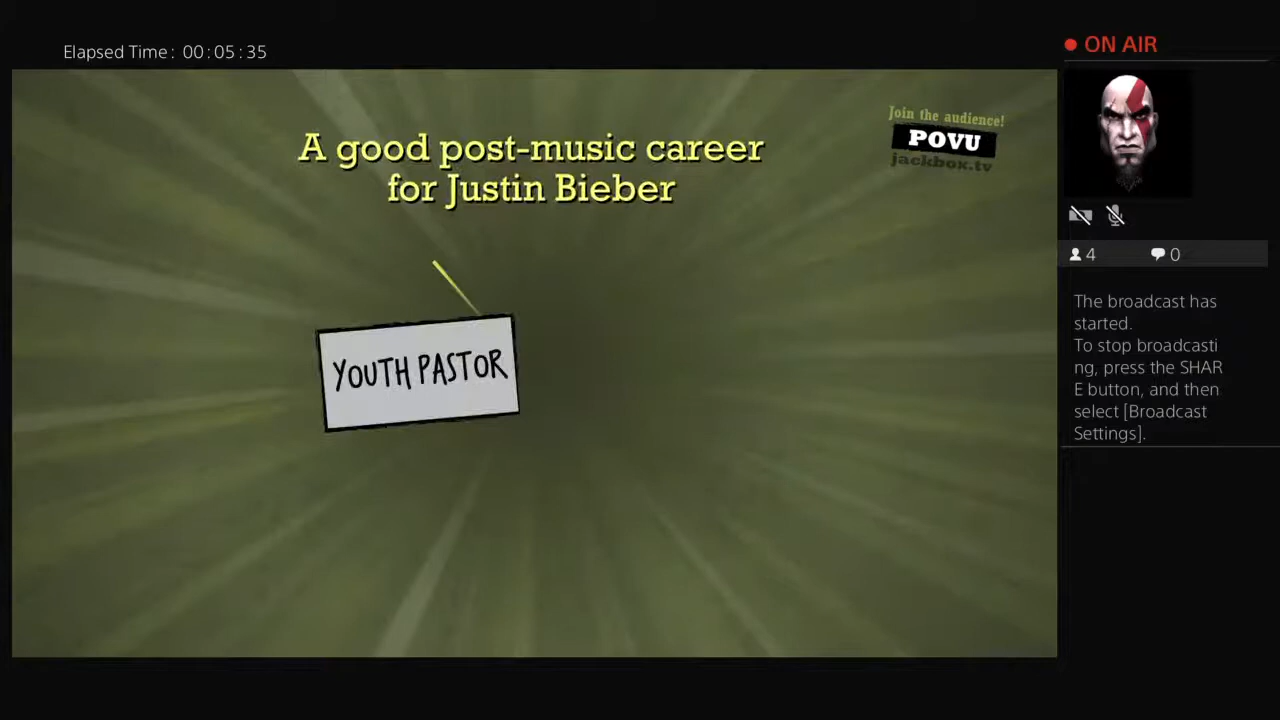 Elapsed Time: 00:05:35
ON AIR
A good post-music career
for Justin Bieber
Join the audience!
POVU
jackbox.tv
YOUTH PASTOR
4
0
The broadcast has
started.
To stop broadcasti
ng, press the SHAR
E button, and then
select [Broadcast
Settings].